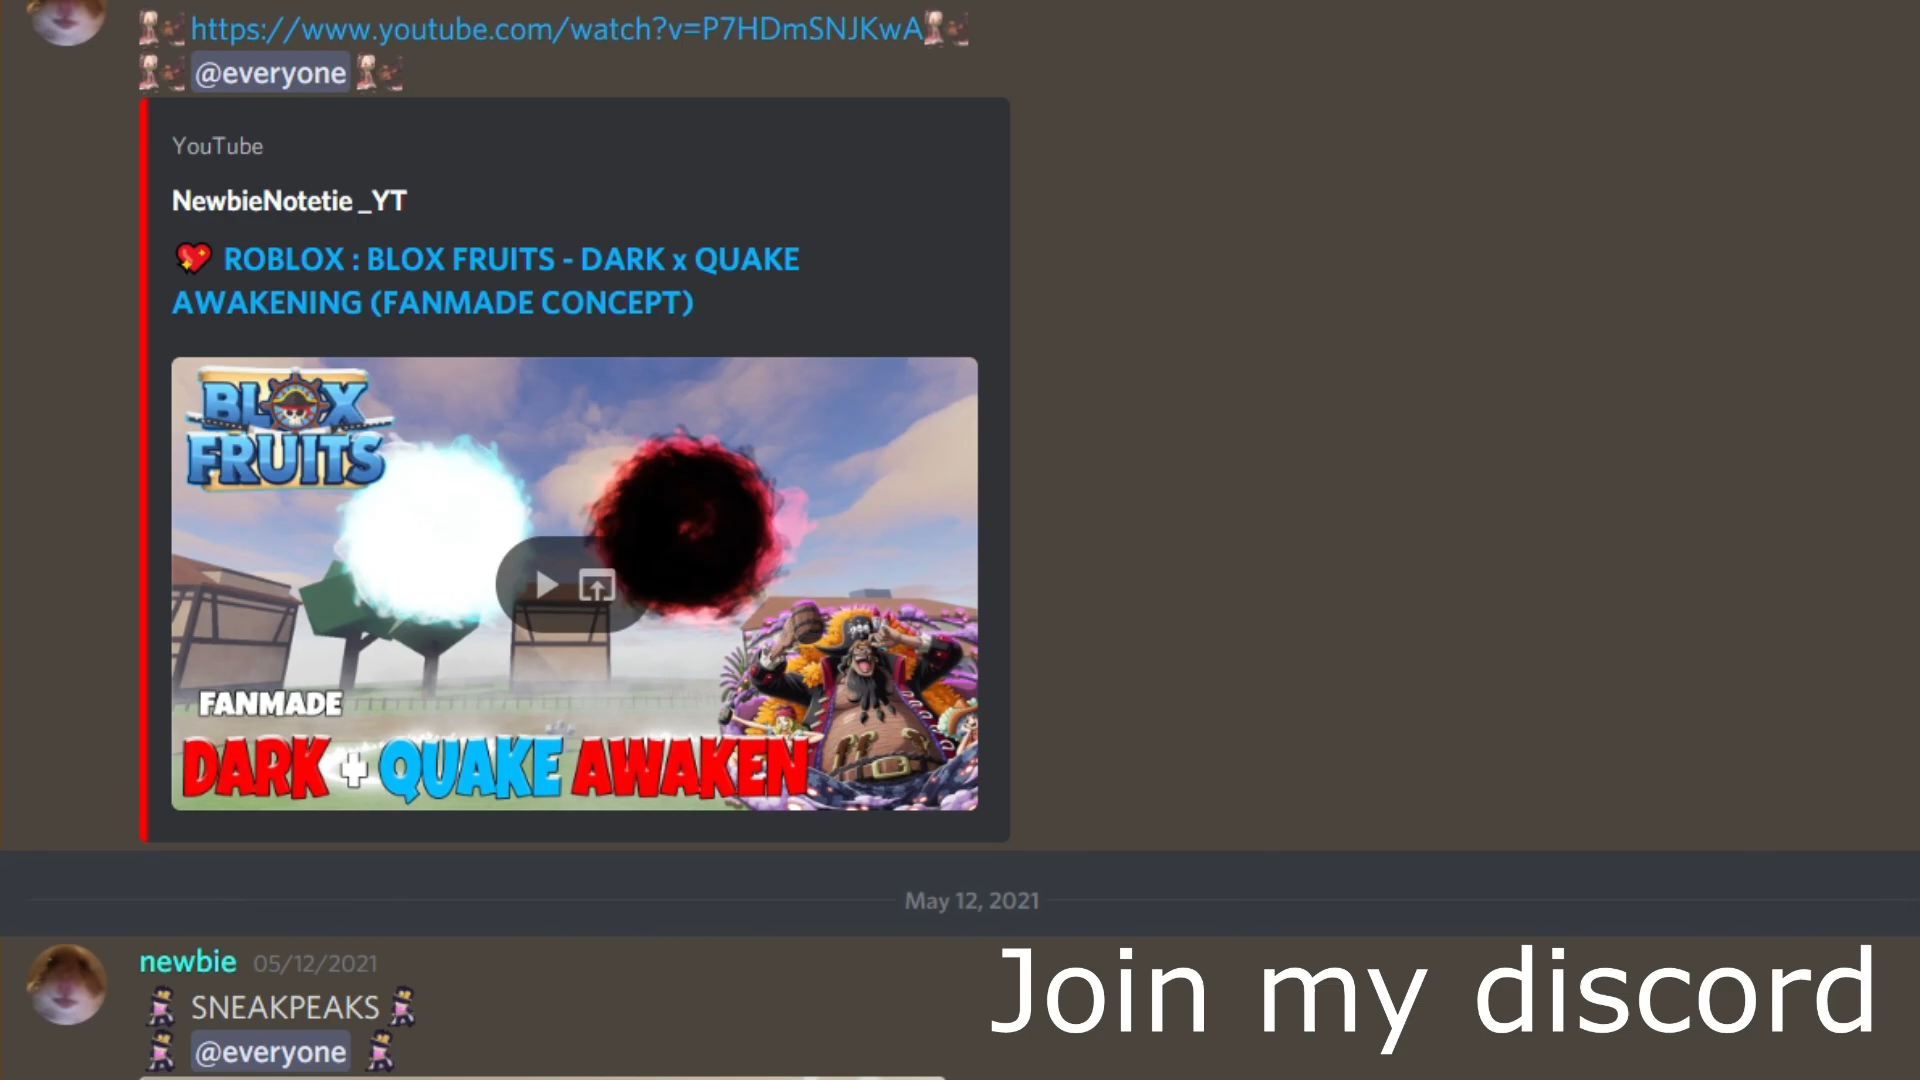 https://www.youtube.com/watch?v=P7HDmSNJKwA
@everyone
YouTube
NewbieNotetie _YT
💖 ROBLOX : BLOX FRUITS - DARK x QUAKE
AWAKENING (FANMADE CONCEPT)
BLOX
FRUITS
FANMADE
DARK + QUAKE AWAKEN
May 12, 2021
newbie 05/12/2021
SNEAKPEAKS
@everyone
Join my discord